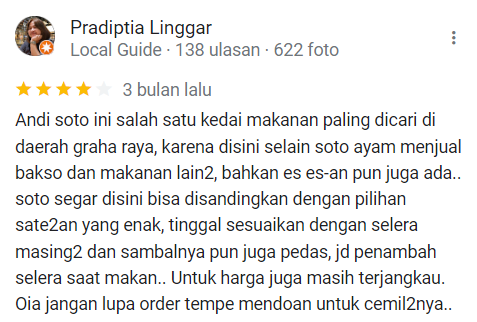 Pradiptia Linggar
Local Guide · 138 ulasan · 622 foto
3 bulan lalu
Andi soto ini salah satu kedai makanan paling dicari di
daerah graha raya, karena disini selain soto ayam menjual
bakso dan makanan lain2, bahkan es es-an pun juga ada..
soto segar disini bisa disandingkan dengan pilihan
sate2an yang enak, tinggal sesuaikan dengan selera
masing2 dan sambalnya pun juga pedas, jd penambah
selera saat makan.. Untuk harga juga masih terjangkau.
Oia jangan lupa order tempe mendoan untuk cemil2nya..